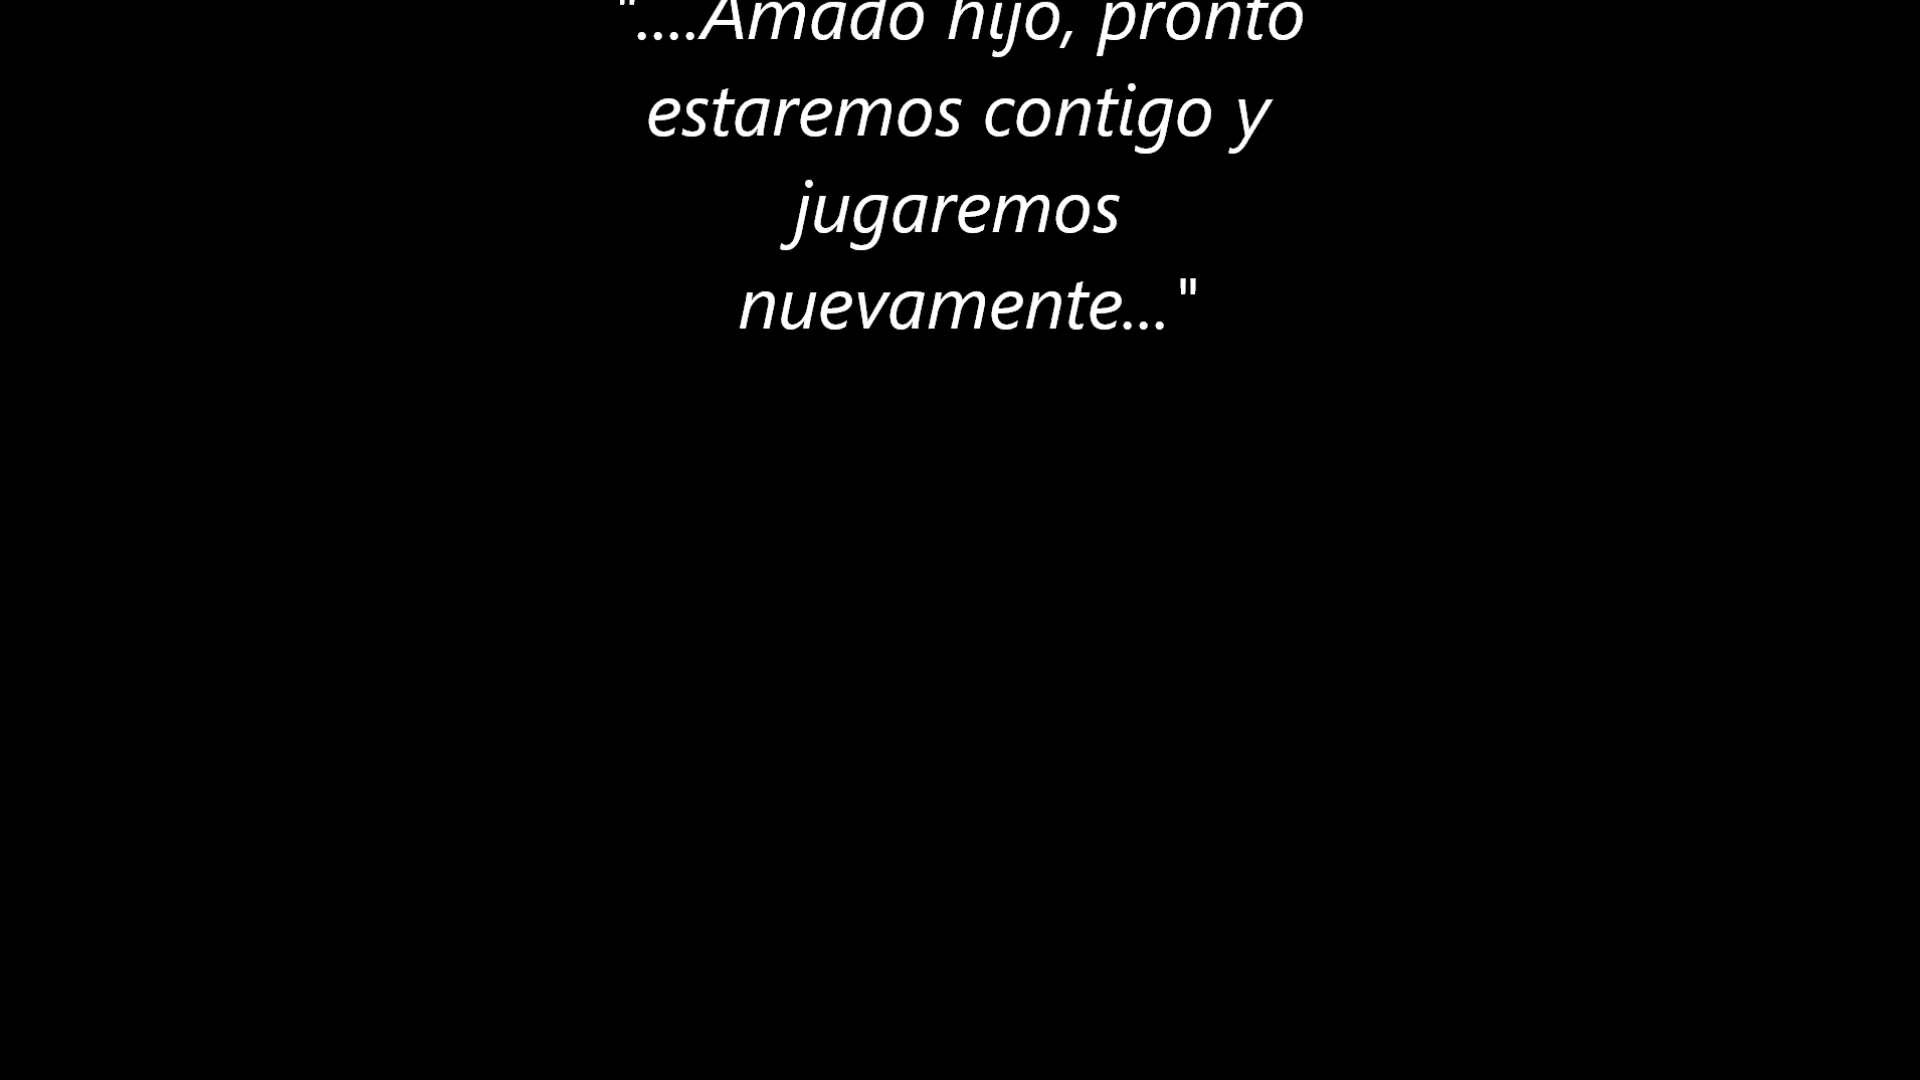 "....Amado hijo, pronto
estaremos contigo y
jugaremos
nuevamente..."